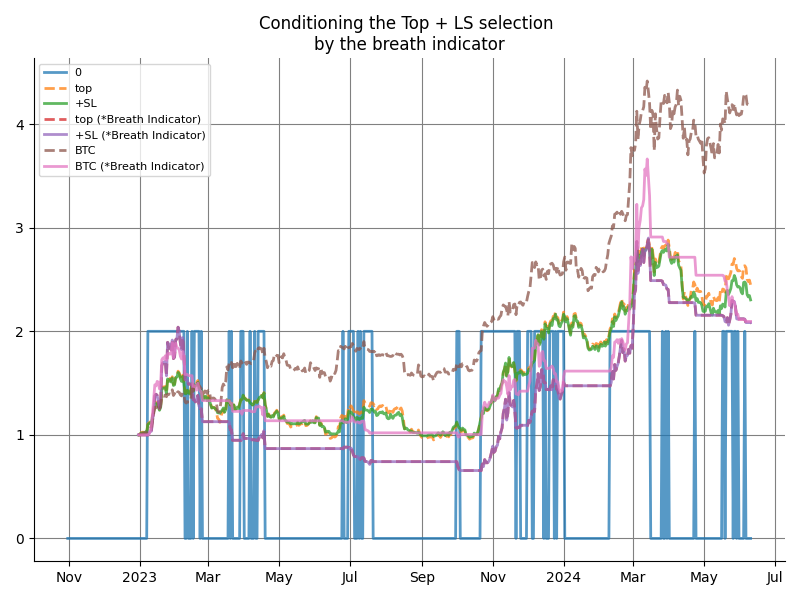 Conditioning the Top + LS selection
by the breath indicator
0
top
+SL
top (*Breath Indicator)
+SL (*Breath Indicator)
BTC
BTC (*Breath Indicator)
4
3
2
1
0
Nov 2023 Mar May Jul Sep Nov 2024 Mar May Jul